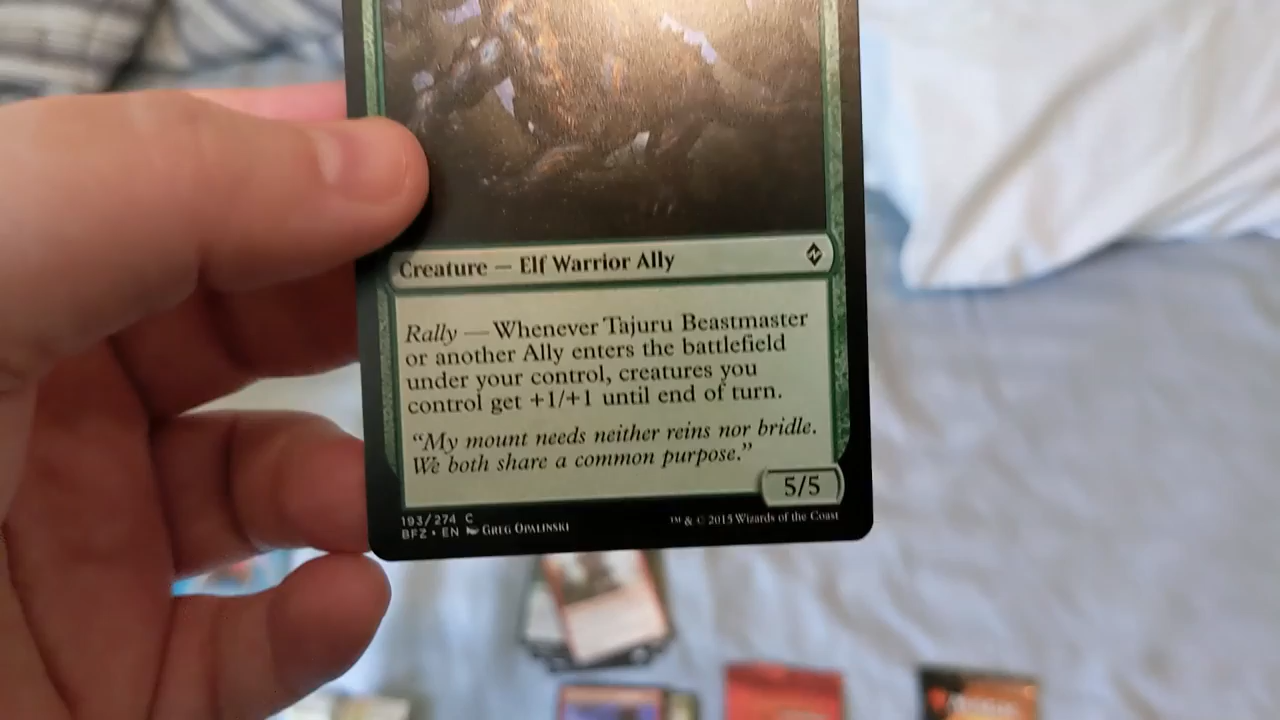 Creature — Elf Warrior Ally
Rally — Whenever Tajuru Beastmaster
or another Ally enters the battlefield
under your control, creatures you
control get +1/+1 until end of turn.
“My mount needs neither reins nor bridle.
We both share a common purpose.”
5/5
193/274 C
BFZ • EN GREG OPALINSKI
™ & © 2015 Wizards of the Coast